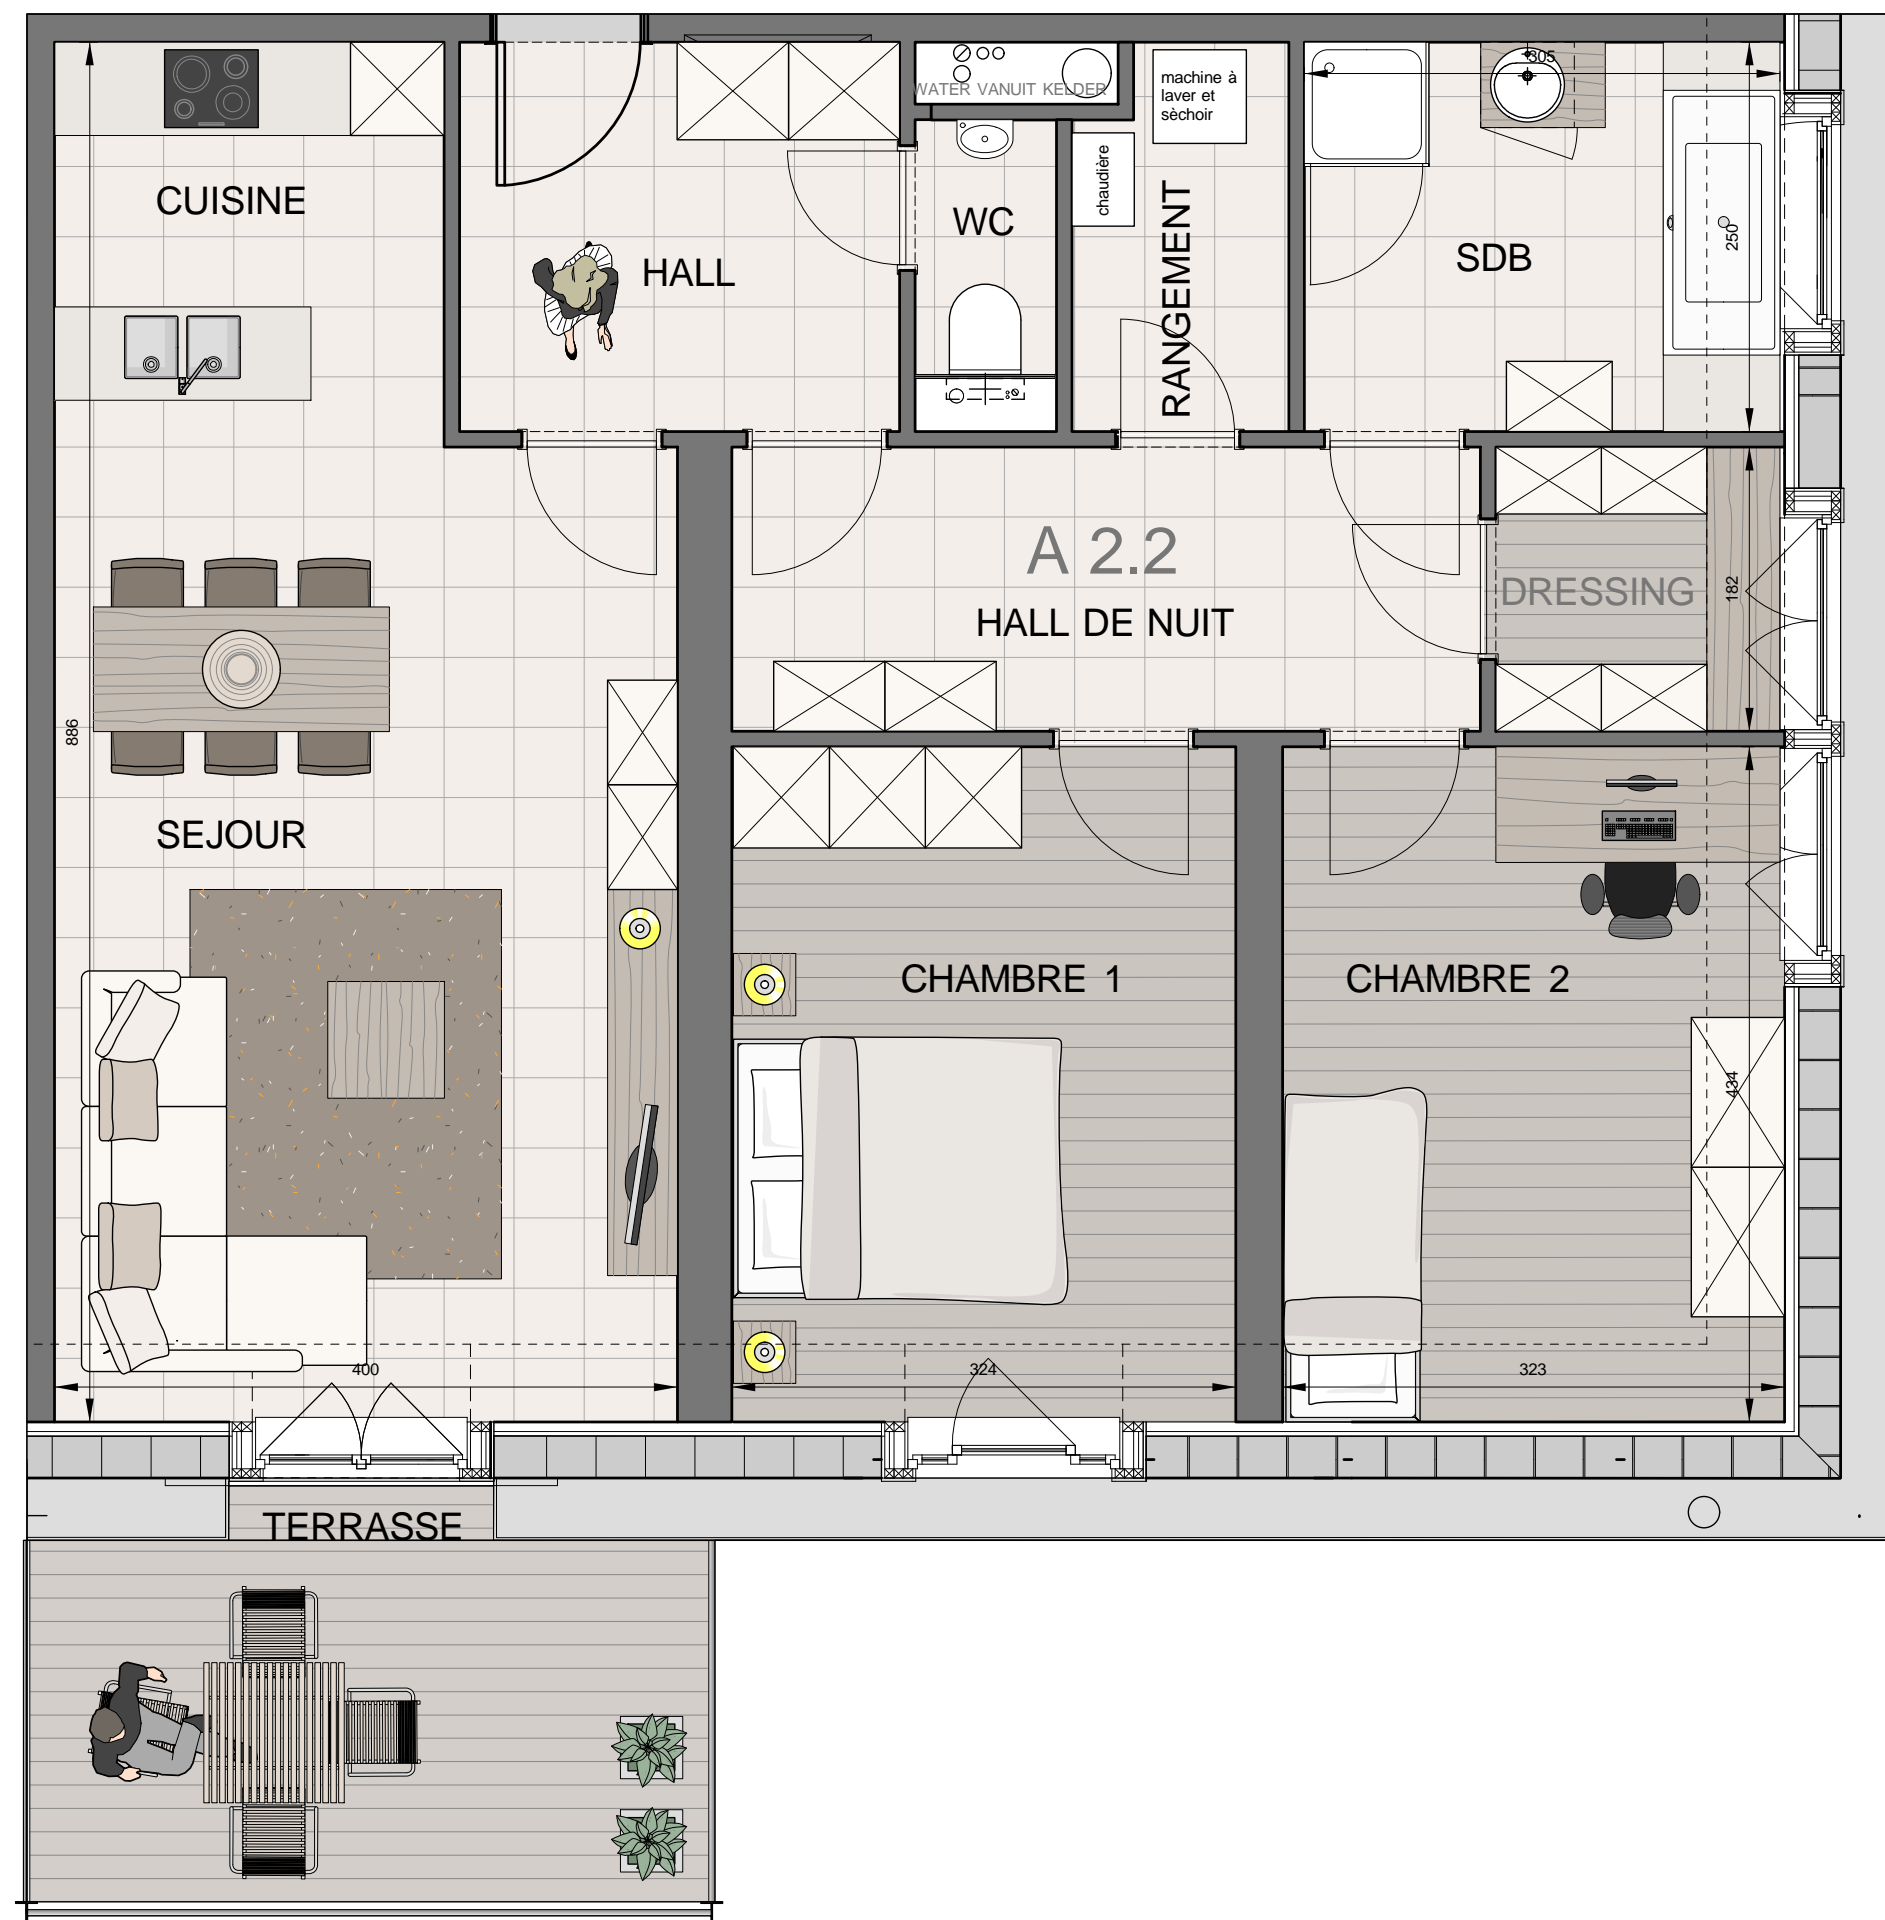 305
WATER VANUIT KELDER
machine à
laver et
sèchoir
chaudière
CUISINE
HALL
WC
RANGEMENT
SDB
250
A 2.2
HALL DE NUIT
DRESSING
182
886
SEJOUR
CHAMBRE 1
CHAMBRE 2
434
400
324
323
TERRASSE